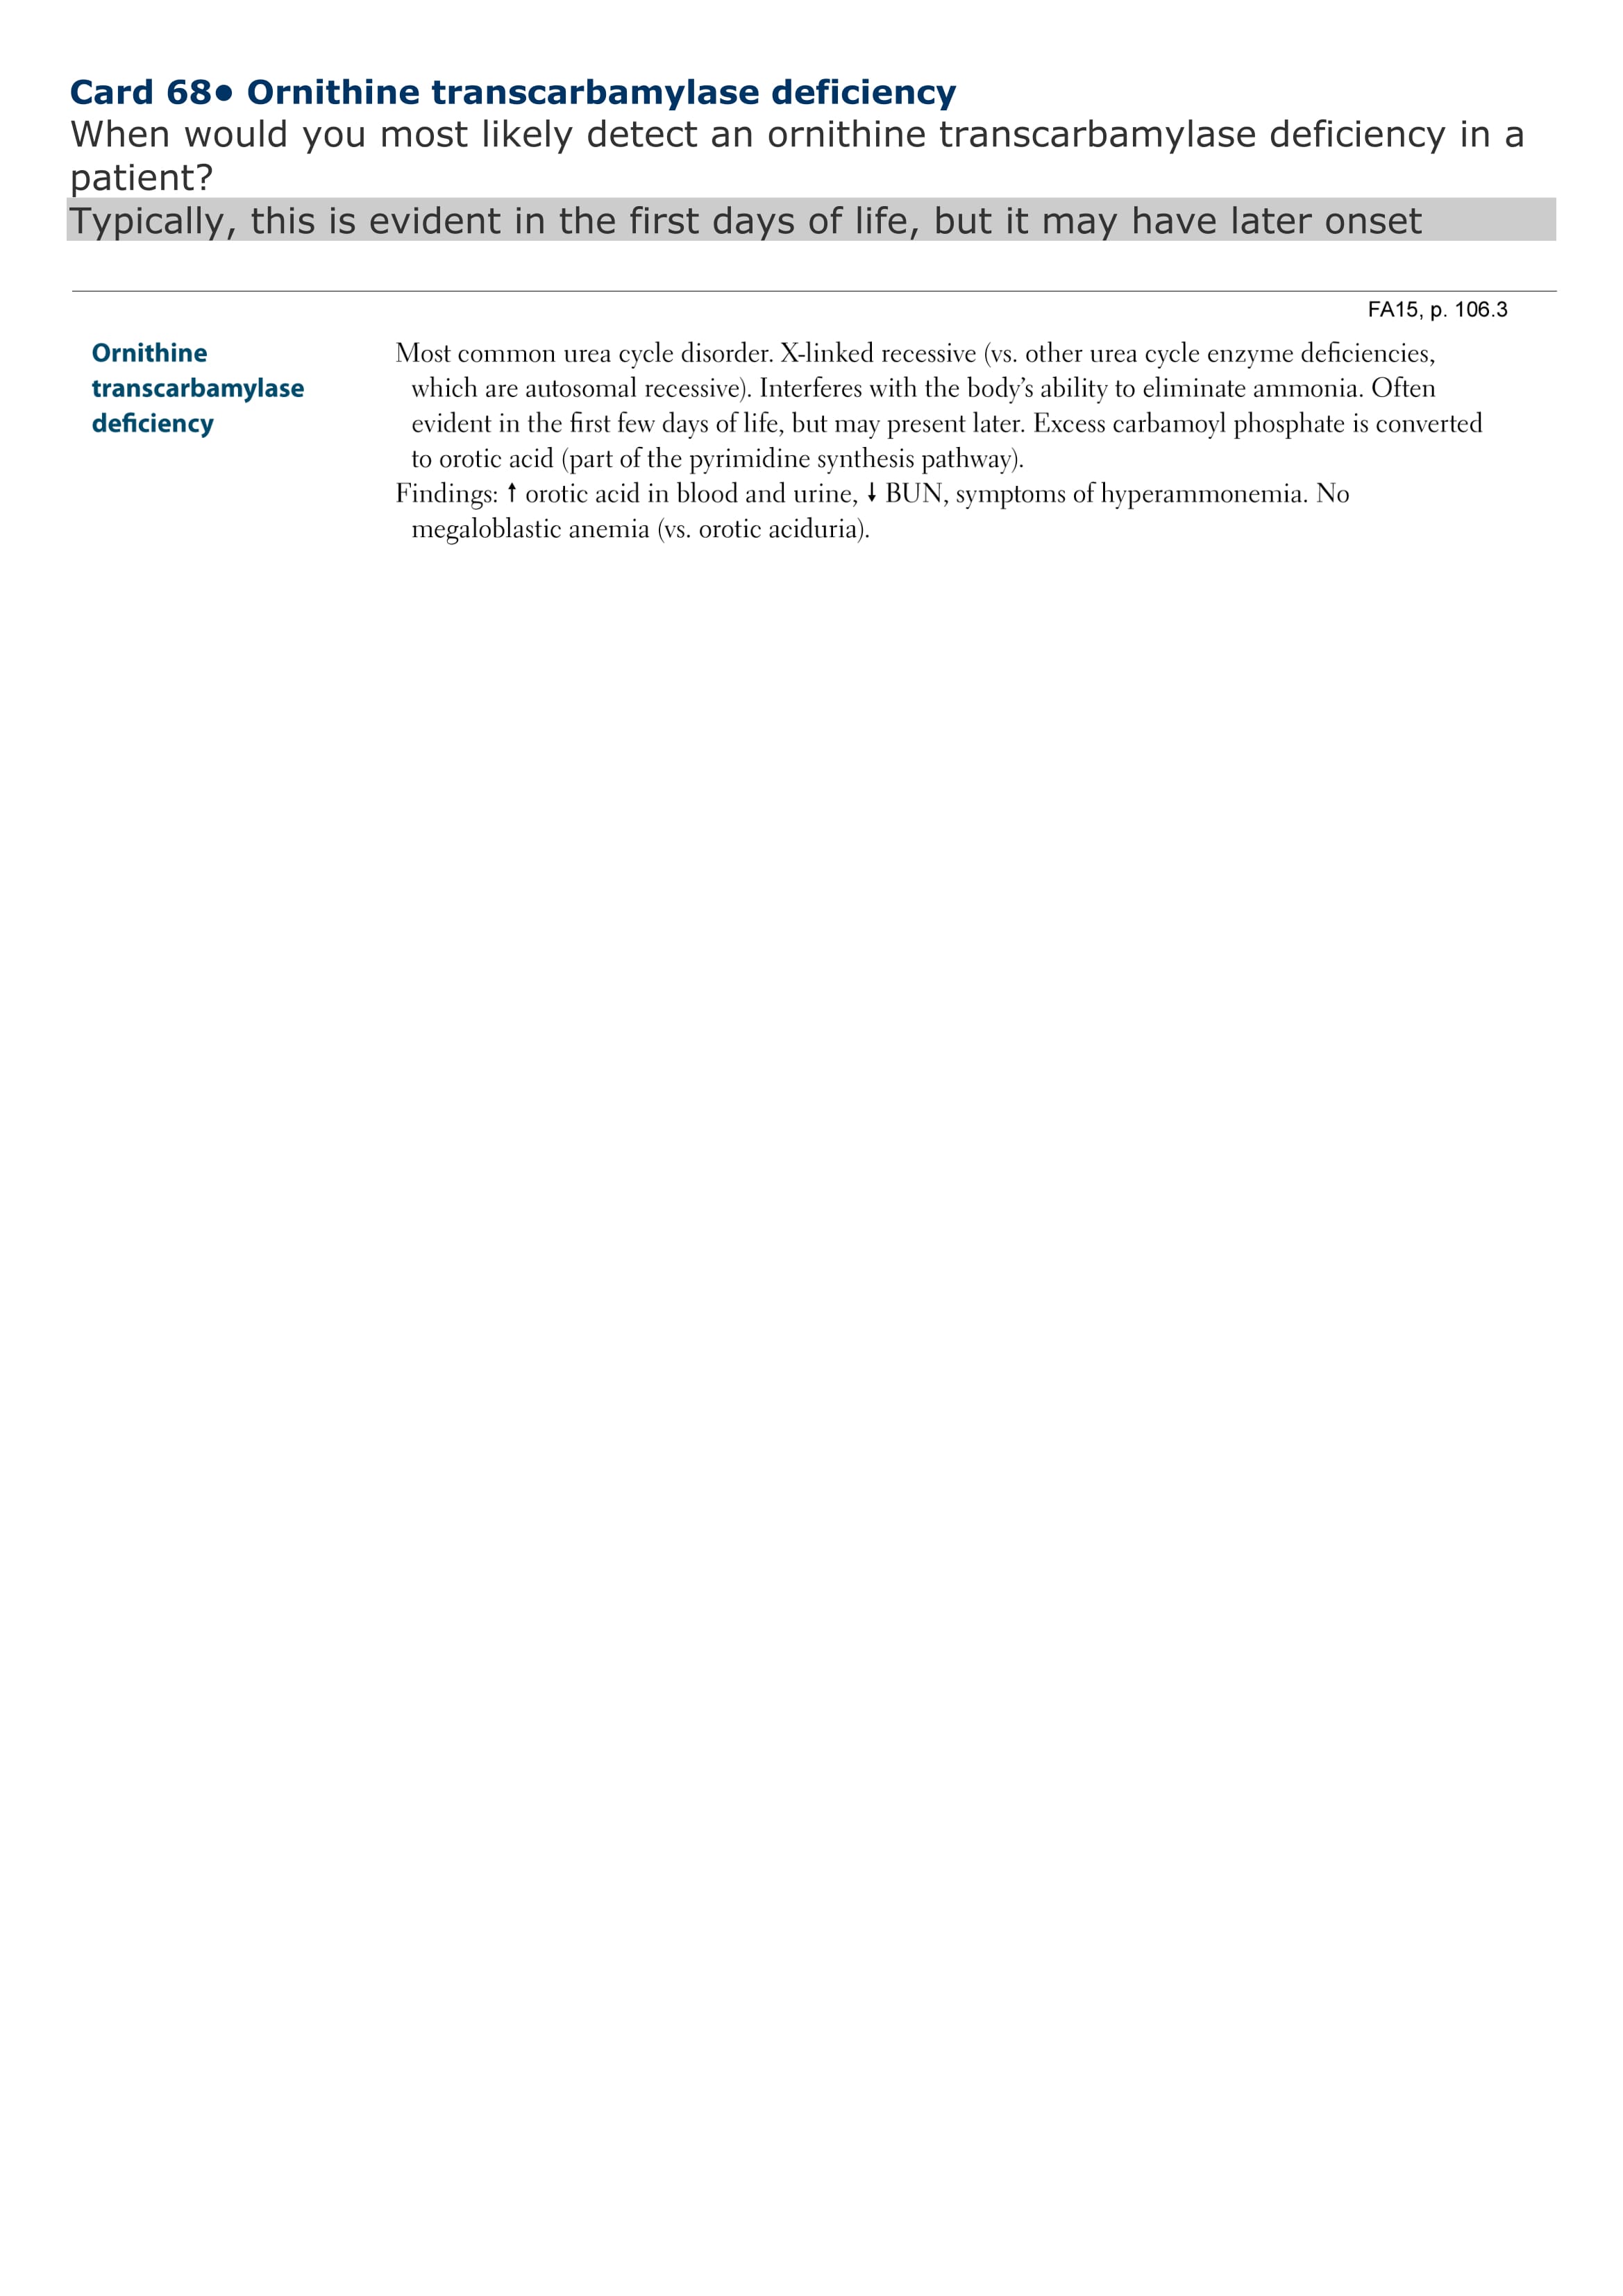 Card 68● Ornithine transcarbamylase deficiency
When would you most likely detect an ornithine transcarbamylase deficiency in a
patient?
Typically, this is evident in the first days of life, but it may have later onset
FA15, p. 106.3
Ornithine
transcarbamylase
deficiency
Most common urea cycle disorder. X-linked recessive (vs. other urea cycle enzyme deficiencies,
which are autosomal recessive). Interferes with the body’s ability to eliminate ammonia. Often
evident in the first few days of life, but may present later. Excess carbamoyl phosphate is converted
to orotic acid (part of the pyrimidine synthesis pathway).
Findings: ↑ orotic acid in blood and urine, ↓ BUN, symptoms of hyperammonemia. No
megaloblastic anemia (vs. orotic aciduria).